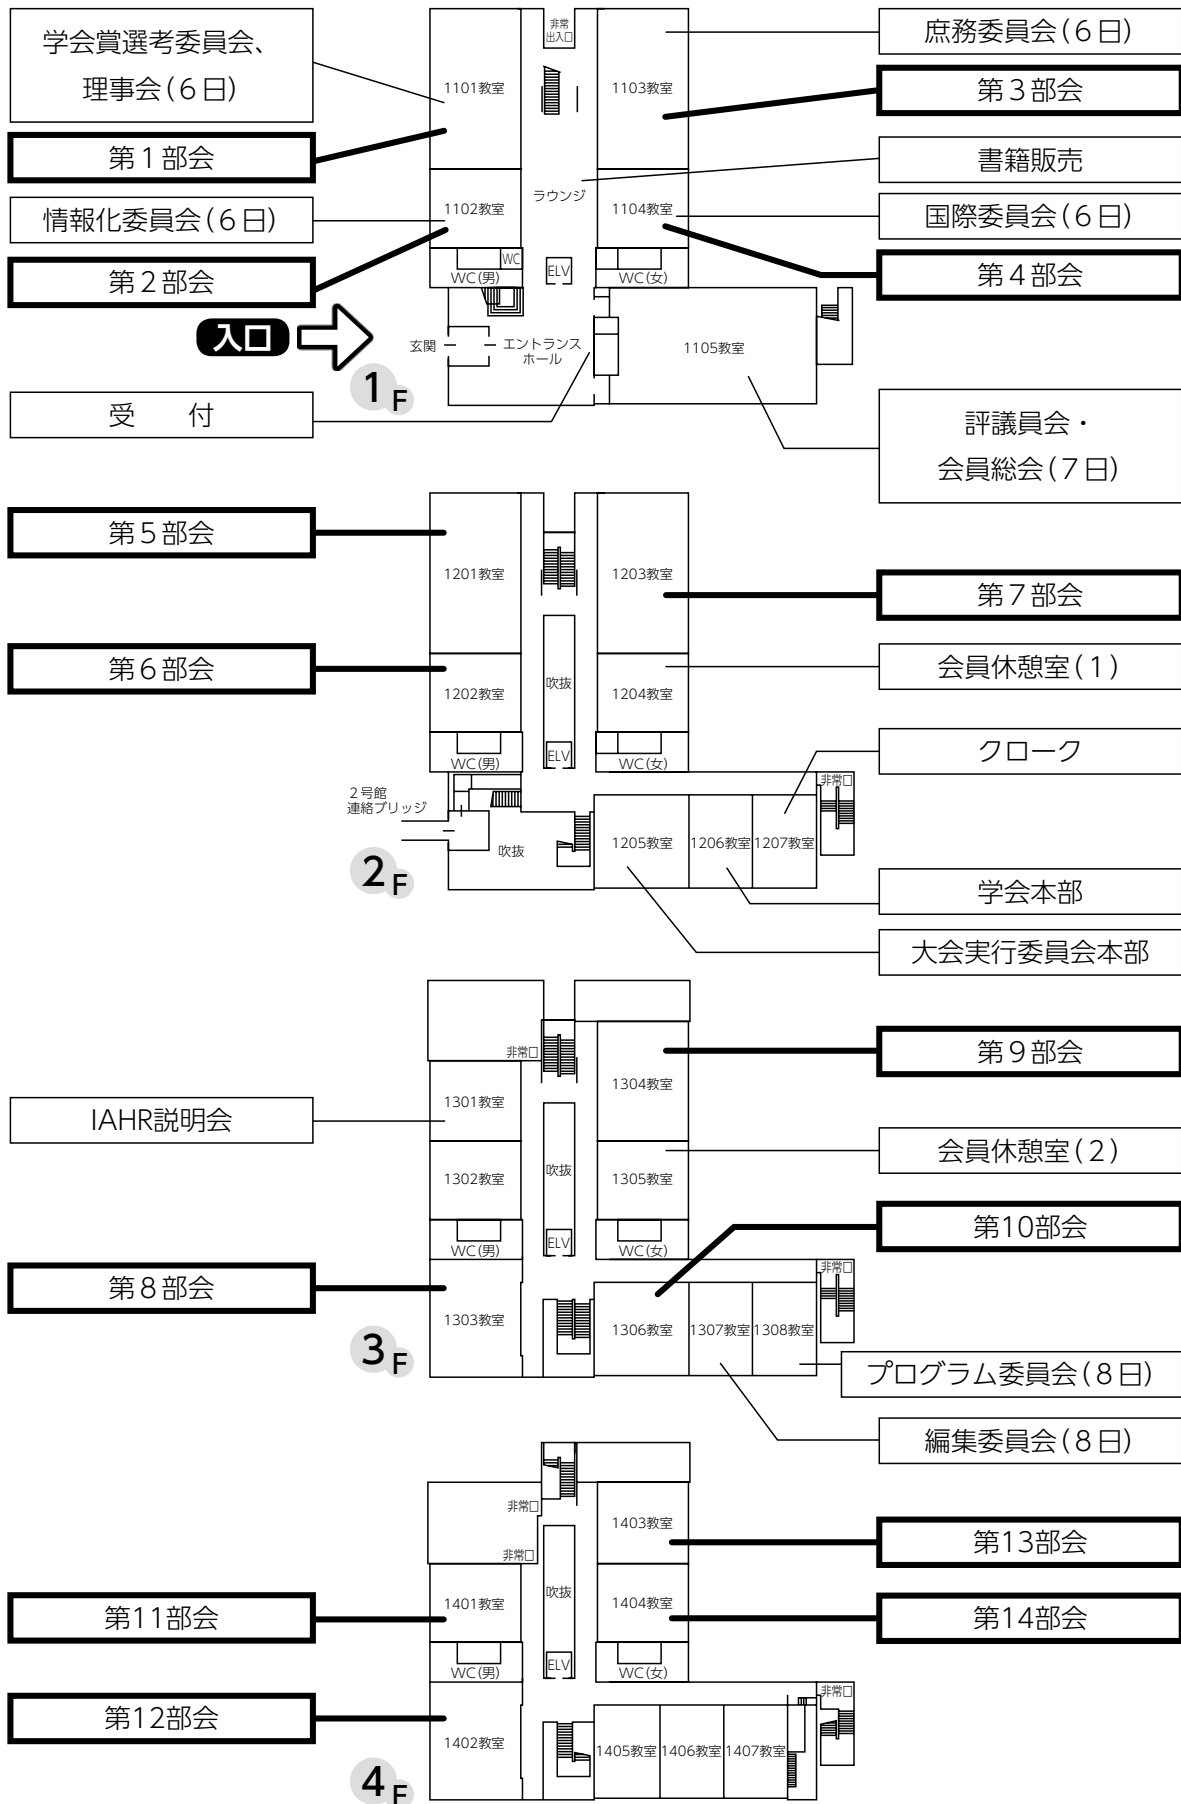 学会賞選考委員会、
理事会(6日)
第1部会
情報化委員会(6日)
第2部会
入口
受　付
非常
出入口
1101教室
1103教室
ラウンジ
1102教室
1104教室
WC
WC(男)
ELV
WC(女)
玄関
エントランス
ホール
1105教室
1F
庶務委員会(6日)
第3部会
書籍販売
国際委員会(6日)
第4部会
評議員会・
会員総会(7日)
第5部会
第6部会
1201教室
1203教室
1202教室
吹抜
1204教室
WC(男)
ELV
WC(女)
2号館
連絡ブリッジ
吹抜
1205教室
1206教室
1207教室
非常口
2F
第7部会
会員休憩室(1)
クローク
学会本部
大会実行委員会本部
IAHR説明会
第8部会
非常口
1301教室
1304教室
1302教室
吹抜
1305教室
WC(男)
ELV
WC(女)
1303教室
1306教室
1307教室
1308教室
非常口
3F
第9部会
会員休憩室(2)
第10部会
プログラム委員会(8日)
編集委員会(8日)
第11部会
第12部会
非常口
非常口
1403教室
1401教室
吹抜
1404教室
WC(男)
ELV
WC(女)
1402教室
1405教室
1406教室
1407教室
非常口
4F
第13部会
第14部会